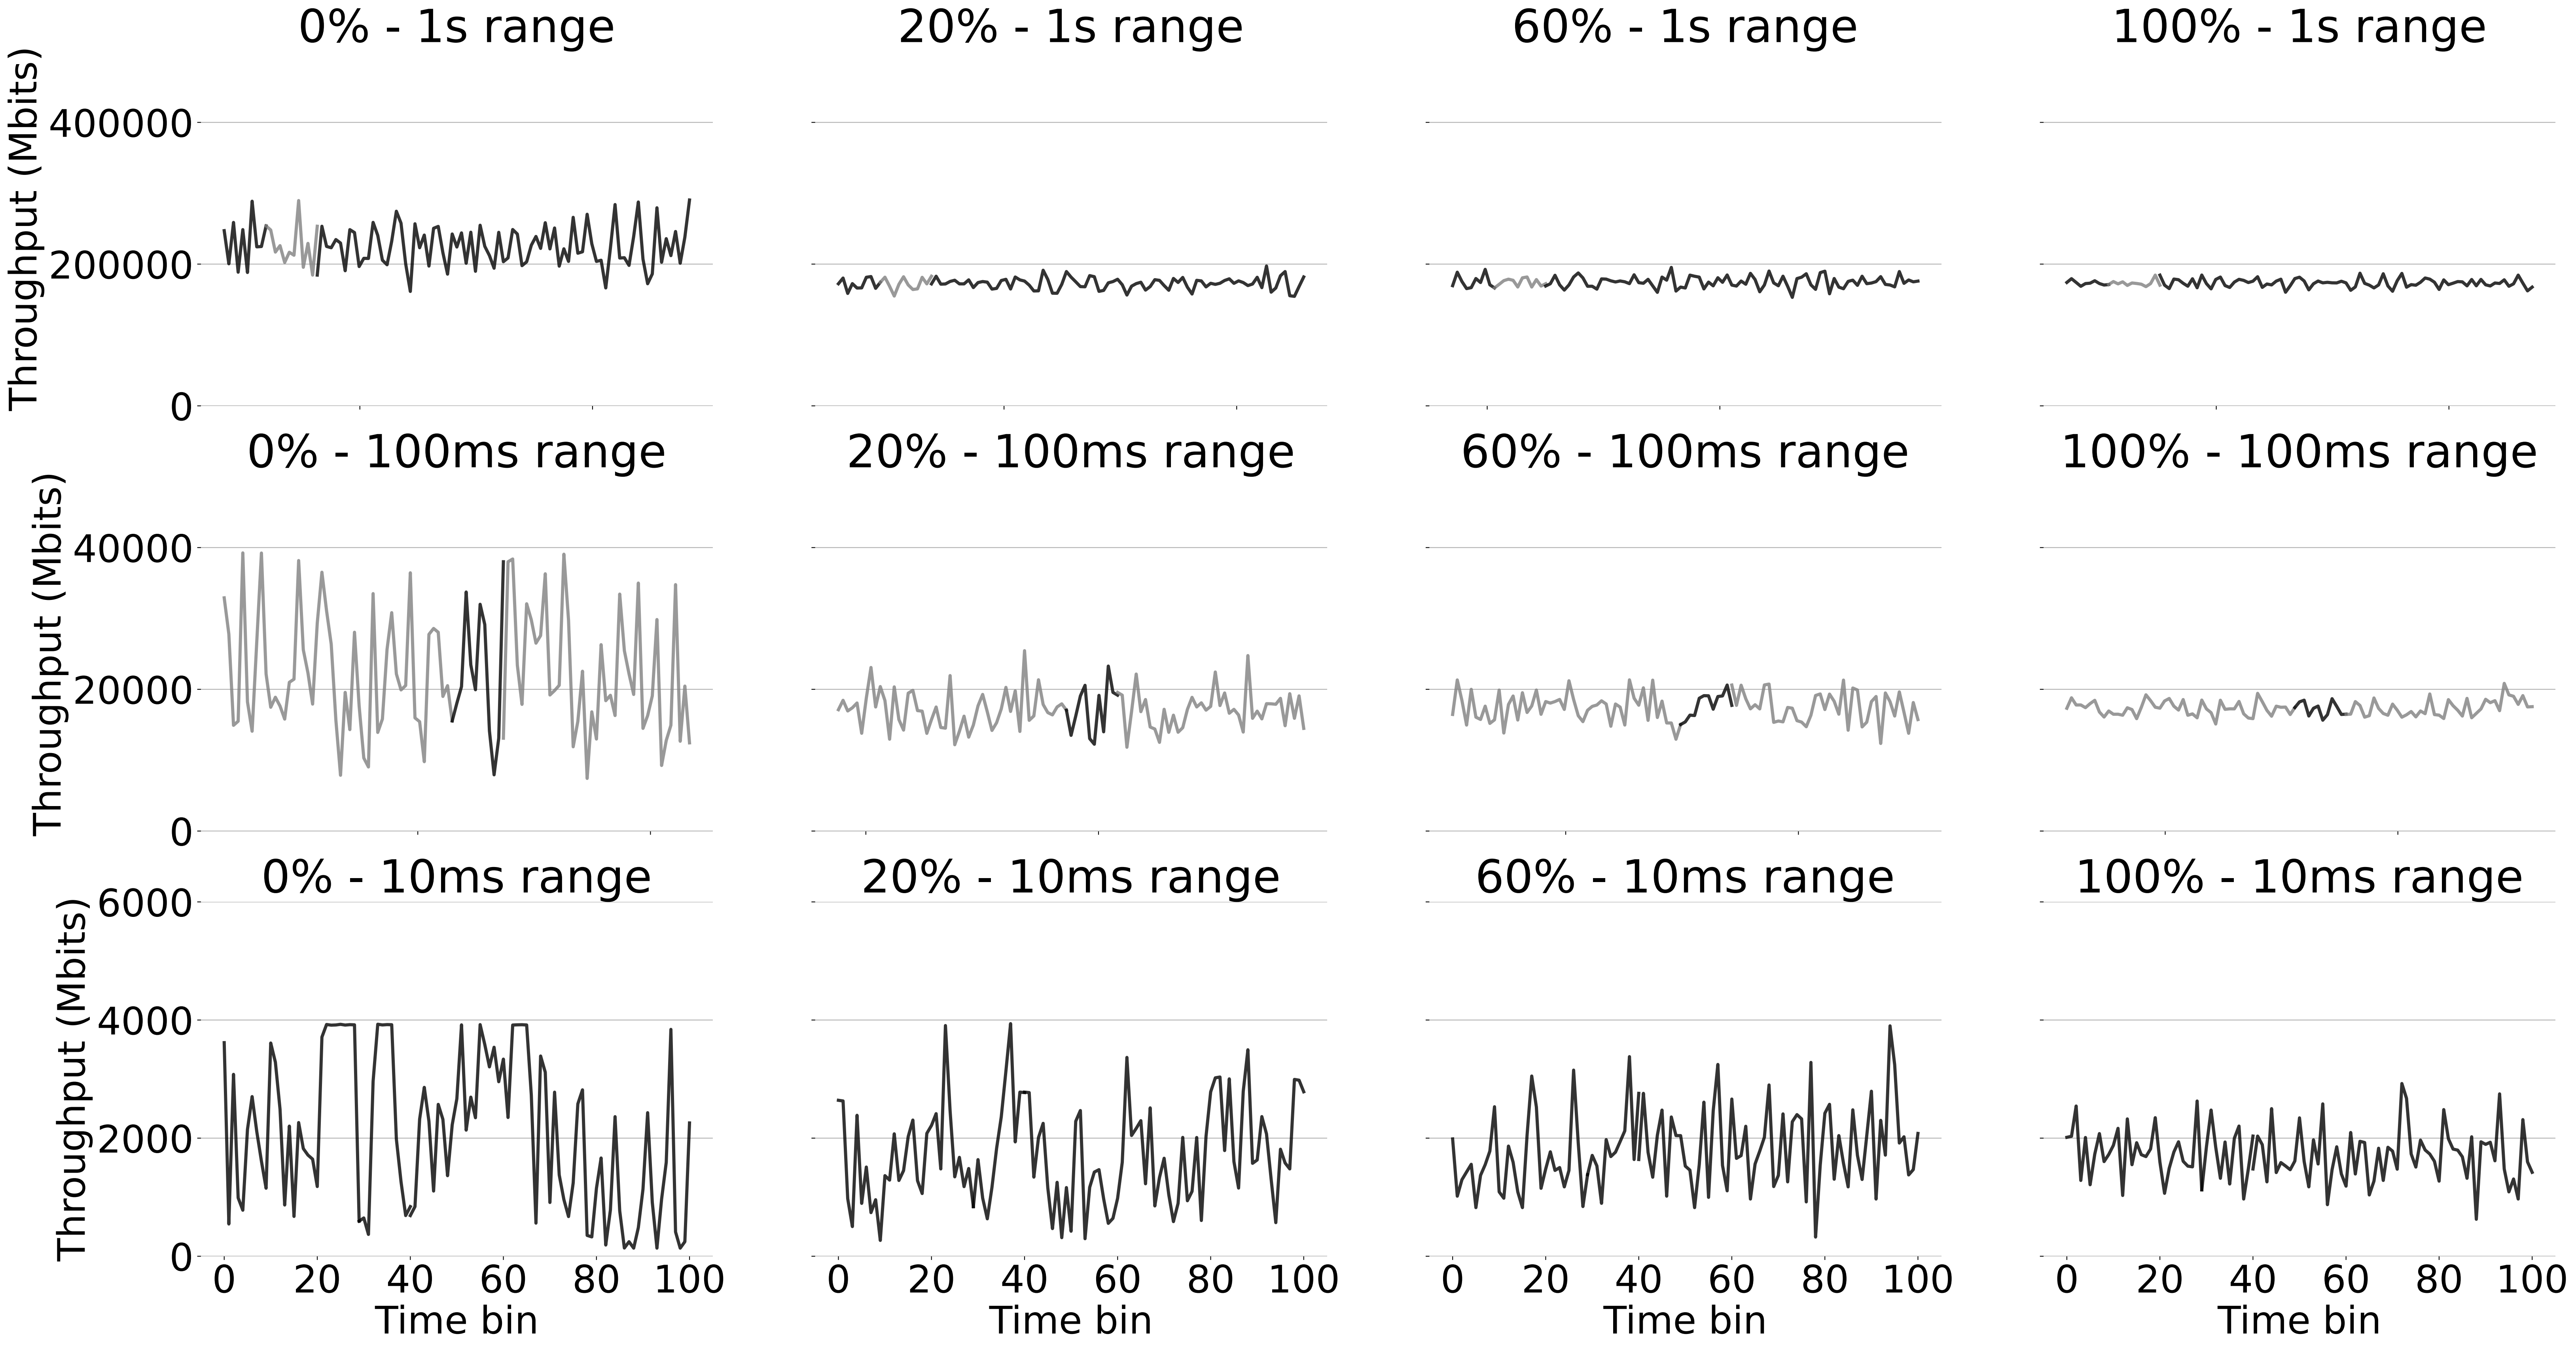 0% - 1s range
20% - 1s range
60% - 1s range
100% - 1s range
Throughput (Mbits)
400000
200000
0
0% - 100ms range
20% - 100ms range
60% - 100ms range
100% - 100ms range
Throughput (Mbits)
40000
20000
0
0% - 10ms range
20% - 10ms range
60% - 10ms range
100% - 10ms range
Throughput (Mbits)
6000
4000
2000
0
0 20 40 60 80 100
0 20 40 60 80 100
0 20 40 60 80 100
0 20 40 60 80 100
Time bin
Time bin
Time bin
Time bin